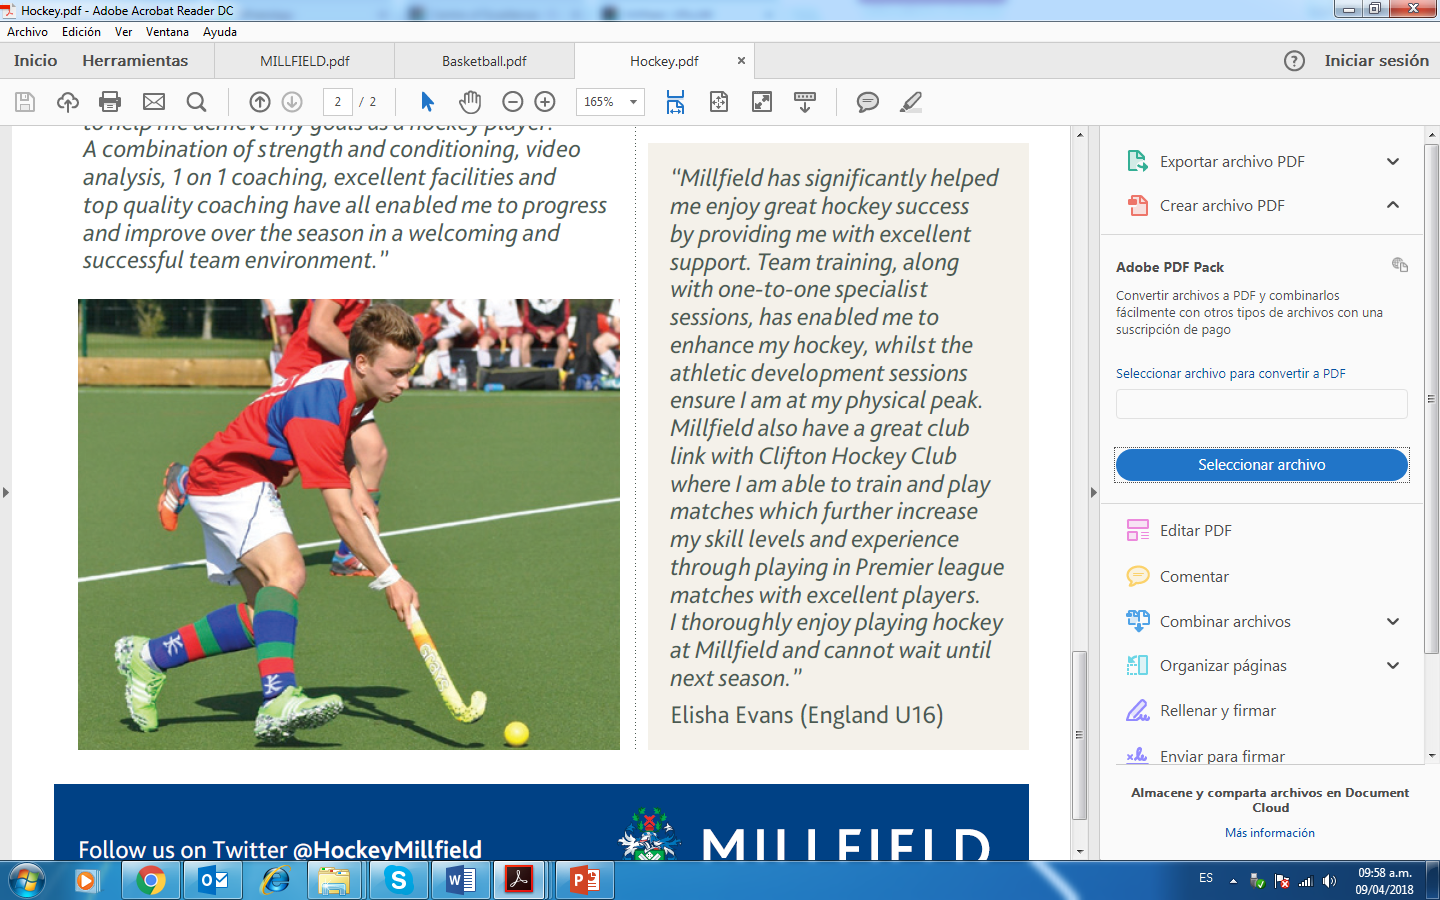 Hockey.pdf - Adobe Acrobat Reader DC
Archivo Edición Ver Ventana Ayuda
Inicio Herramientas MILLFIELD.pdf Basketball.pdf Hockey.pdf × ? Iniciar sesión
2 / 2 165%
to help me achieve my goals as a hockey player.
A combination of strength and conditioning, video
analysis, 1 on 1 coaching, excellent facilities and
top quality coaching have all enabled me to progress
and improve over the season in a welcoming and
successful team environment.”
“Millfield has significantly helped
me enjoy great hockey success
by providing me with excellent
support. Team training, along
with one-to-one specialist
sessions, has enabled me to
enhance my hockey, whilst the
athletic development sessions
ensure I am at my physical peak.
Millfield also have a great club
link with Clifton Hockey Club
where I am able to train and play
matches which further increase
my skill levels and experience
through playing in Premier league
matches with excellent players.
I thoroughly enjoy playing hockey
at Millfield and cannot wait until
next season.”
Elisha Evans (England U16)
Follow us on Twitter @HockeyMillfield
MILLFIELD
Exportar archivo PDF
Crear archivo PDF
Adobe PDF Pack
Convertir archivos a PDF y combinarlos
fácilmente con otros tipos de archivos con una
suscripción de pago
Seleccionar archivo para convertir a PDF
Seleccionar archivo
Editar PDF
Comentar
Combinar archivos
Organizar páginas
Rellenar y firmar
Enviar para firmar
Almacene y comparta archivos en Document
Cloud
Más información
ES
09:58 a.m.
09/04/2018